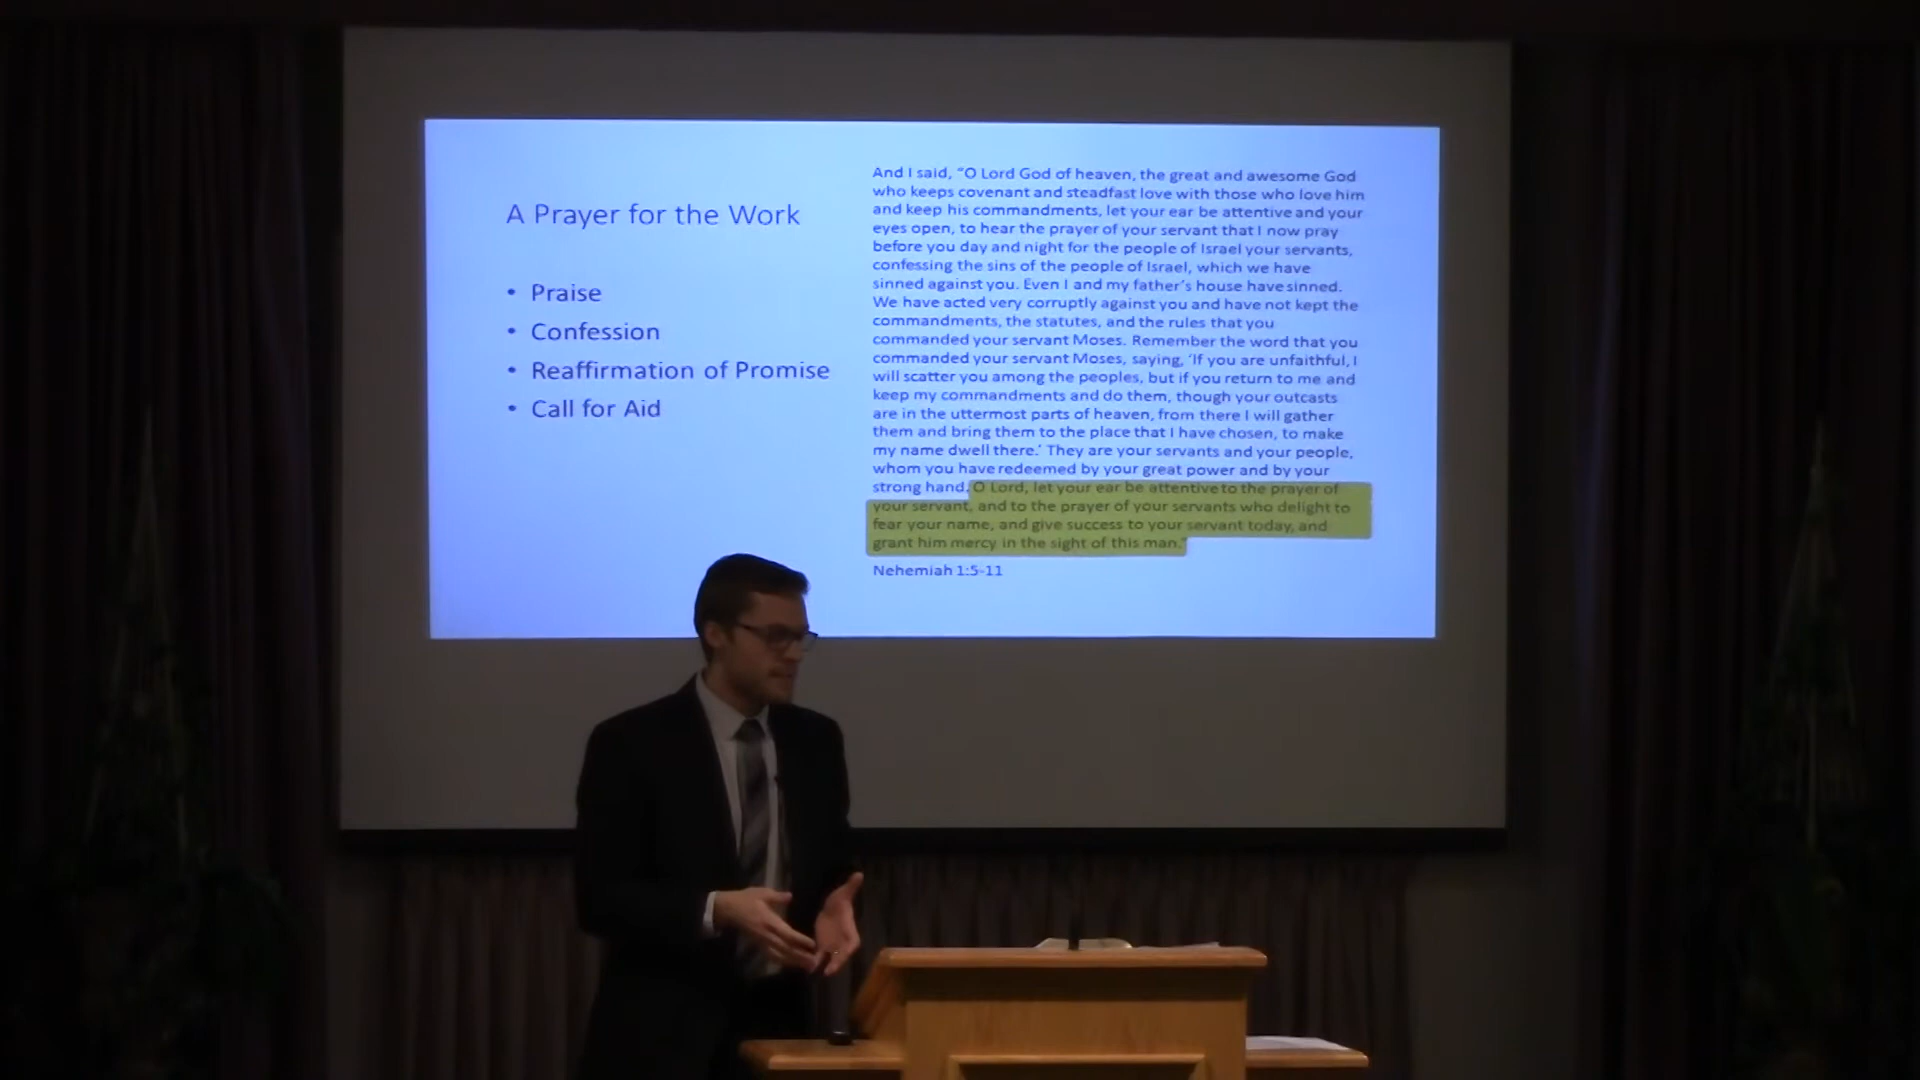 A Prayer for the Work
• Praise
• Confession
• Reaffirmation of Promise
• Call for Aid
And I said, “O Lord God of heaven, the great and awesome God
who keeps covenant and steadfast love with those who love him
and keep his commandments, let your ear be attentive and your
eyes open, to hear the prayer of your servant that I now pray
before you day and night for the people of Israel your servants,
confessing the sins of the people of Israel, which we have
sinned against you. Even I and my father’s house have sinned.
We have acted very corruptly against you and have not kept the
commandments, the statutes, and the rules that you
commanded your servant Moses. Remember the word that you
commanded your servant Moses, saying, ‘If you are unfaithful, I
will scatter you among the peoples, but if you return to me and
keep my commandments and do them, though your outcasts
are in the uttermost parts of heaven, from there I will gather
them and bring them to the place that I have chosen, to make
my name dwell there.’ They are your servants and your people,
whom you have redeemed by your great power and by your
strong hand. O Lord, let your ear be attentive to the prayer of
your servant, and to the prayer of your servants who delight to
fear your name, and give success to your servant today, and
grant him mercy in the sight of this man.”
Nehemiah 1:5-11